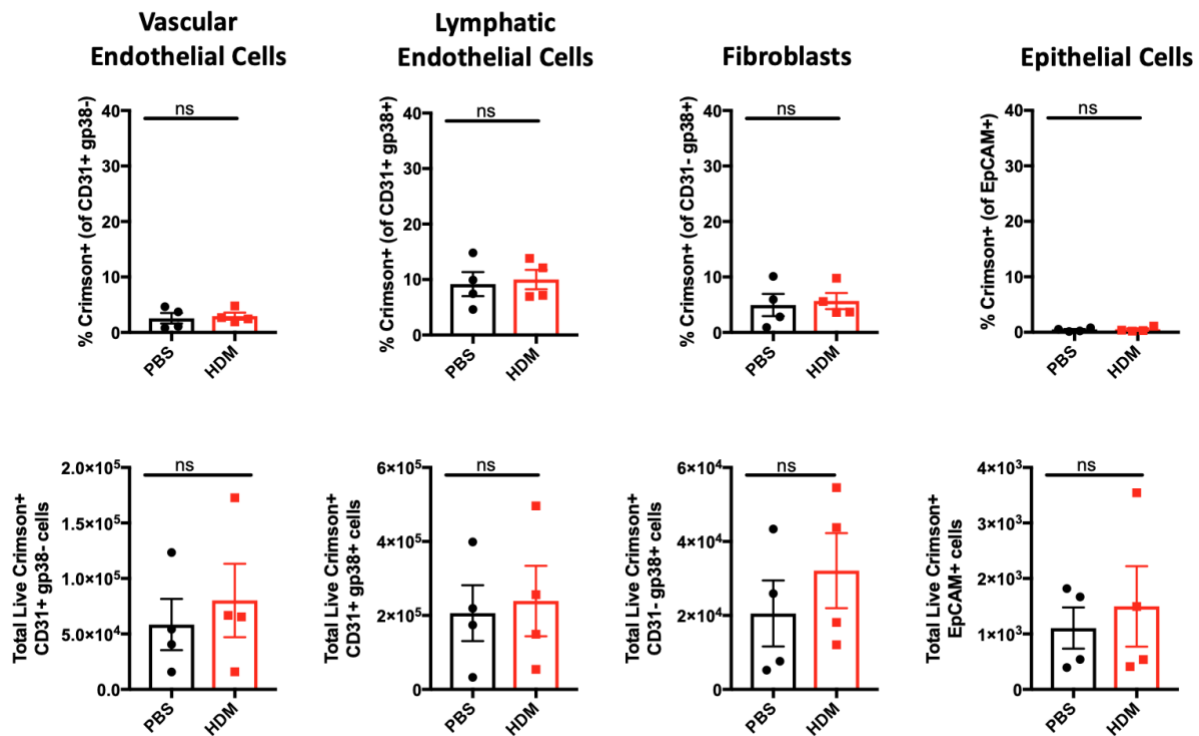 Vascular
Endothelial Cells
Lymphatic
Endothelial Cells
Fibroblasts
Epithelial Cells
% Crimson+ (of CD31+ gp38-)
40
30
20
10
0
ns
PBS
HDM
% Crimson+ (of CD31+ gp38+)
40
30
20
10
0
ns
PBS
HDM
% Crimson+ (of CD31- gp38+)
40
30
20
10
0
ns
PBS
HDM
% Crimson+ (of EpCAM+)
40
30
20
10
0
ns
PBS
HDM
Total Live Crimson+
CD31+ gp38- cells
2.0×10⁵
1.5×10⁵
1.0×10⁵
5.0×10⁴
0.0
ns
PBS
HDM
Total Live Crimson+
CD31+ gp38+ cells
6×10⁵
4×10⁵
2×10⁵
0
ns
PBS
HDM
Total Live Crimson+
CD31- gp38+ cells
6×10⁴
4×10⁴
2×10⁴
0
ns
PBS
HDM
Total Live Crimson+
EpCAM+ cells
4×10³
3×10³
2×10³
1×10³
0
ns
PBS
HDM